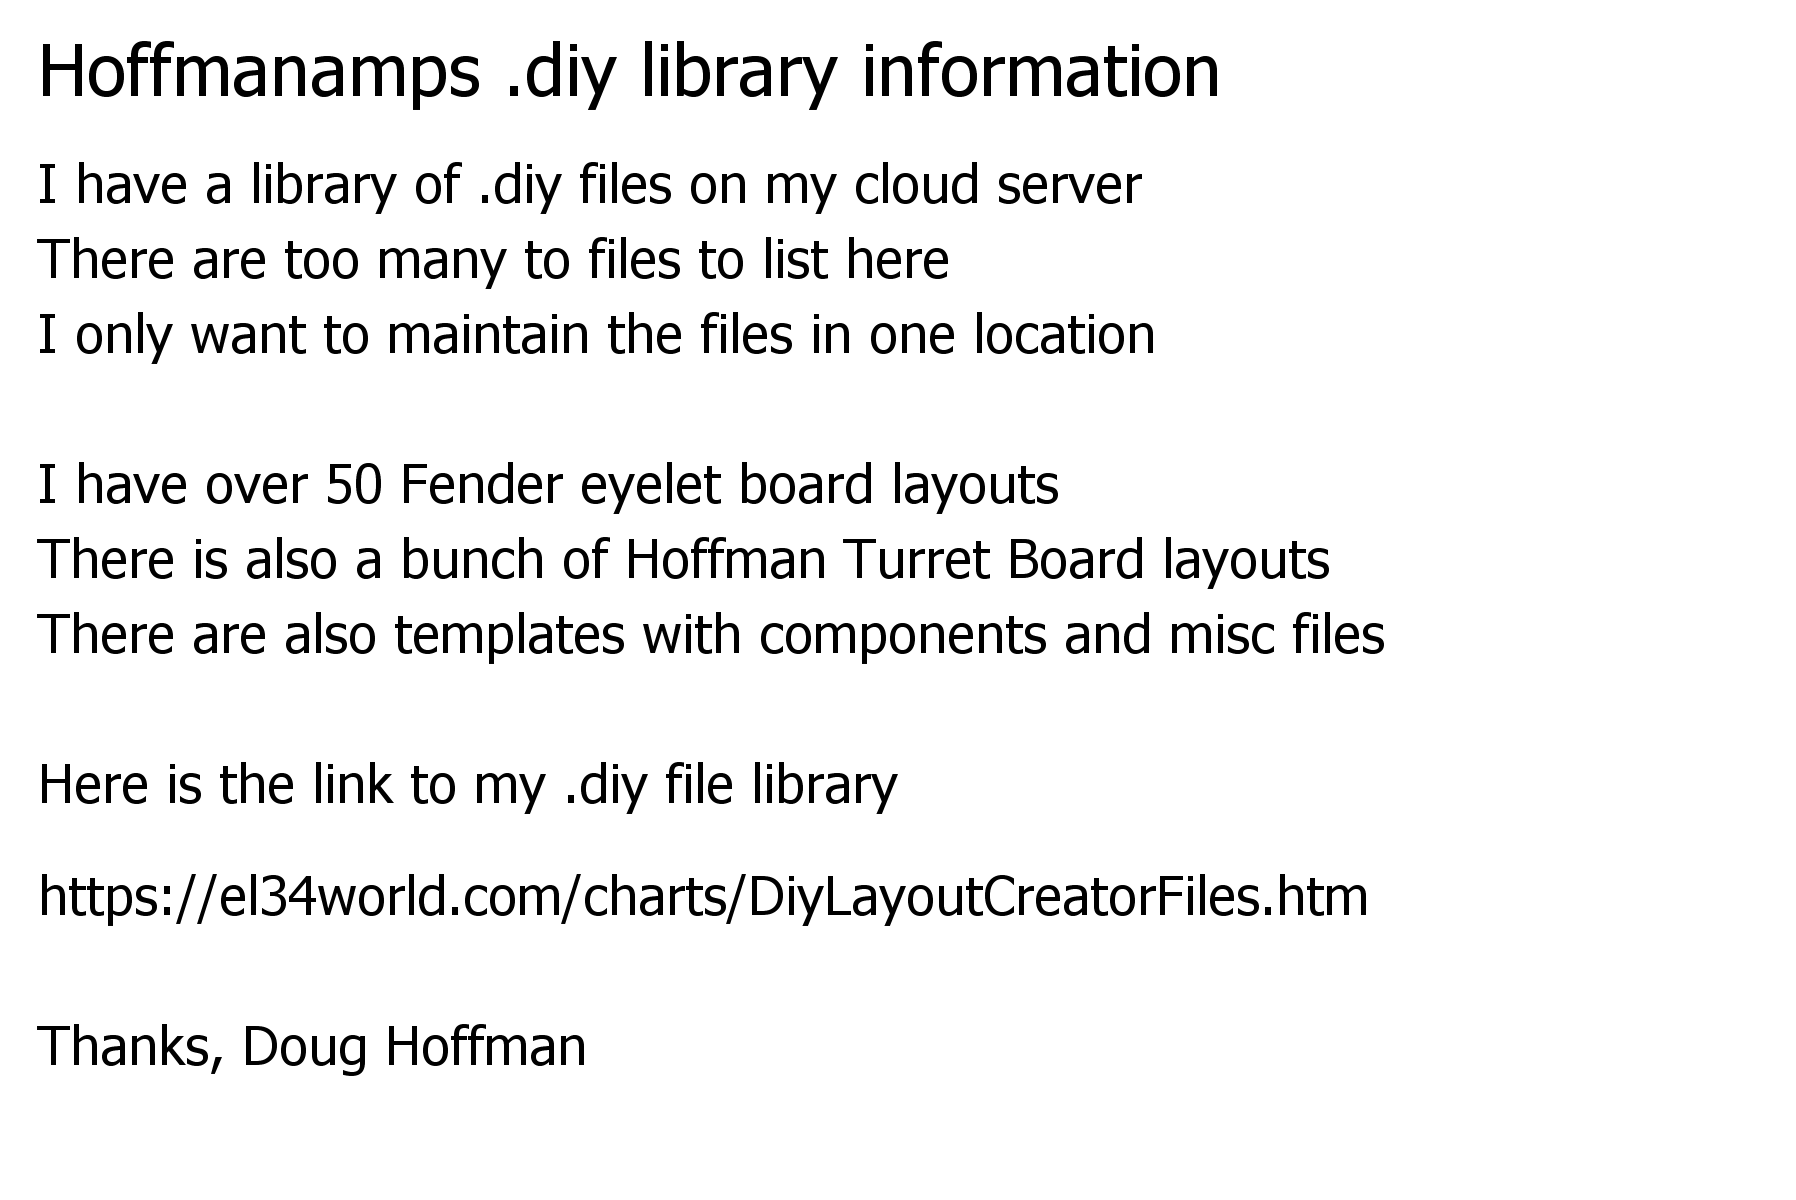 Hoffmanamps .diy library information
I have a library of .diy files on my cloud server
There are too many to files to list here
I only want to maintain the files in one location
I have over 50 Fender eyelet board layouts
There is also a bunch of Hoffman Turret Board layouts
There are also templates with components and misc files
Here is the link to my .diy file library
https://el34world.com/charts/DiyLayoutCreatorFiles.htm
Thanks, Doug Hoffman